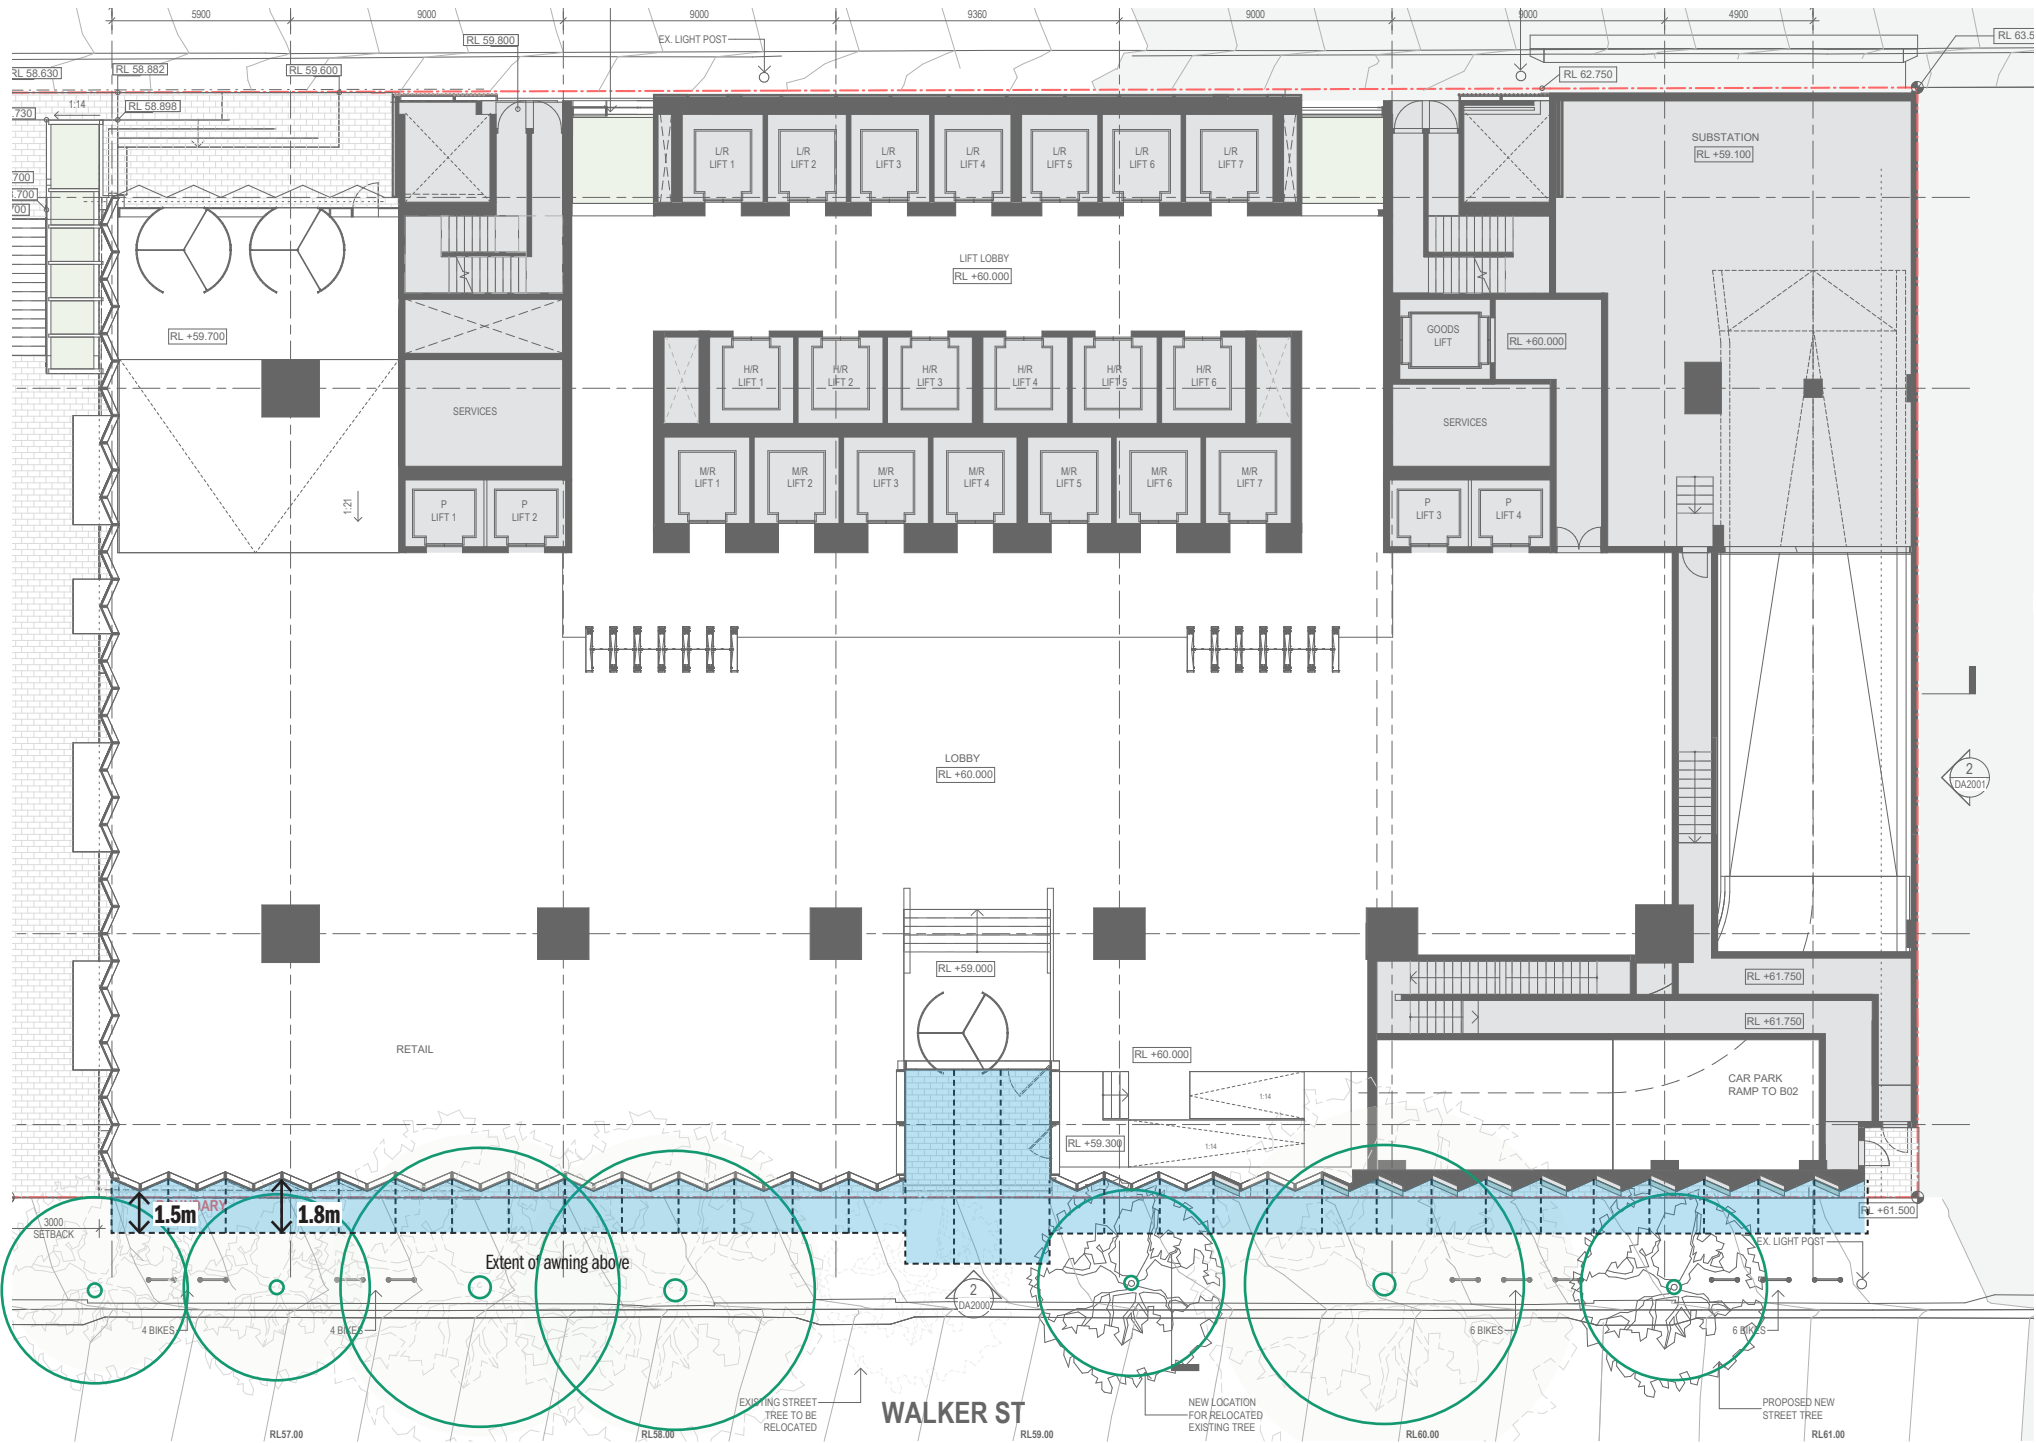 5900
9000
9000
9360
9000
9000
4900
RL 59.800
EX. LIGHT POST
RL 63.5
RL 58.630
RL 58.882
RL 59.600
RL 62.750
1:14
RL 58.898
.730
SUBSTATION
RL +59.100
L/R
LIFT 1
L/R
LIFT 2
L/R
LIFT 3
L/R
LIFT 4
L/R
LIFT 5
L/R
LIFT 6
L/R
LIFT 7
700
.700
700
LIFT LOBBY
RL +60.000
RL +59.700
GOODS
LIFT
RL +60.000
H/R
LIFT 1
H/R
LIFT 2
H/R
LIFT 3
H/R
LIFT 4
H/R
LIFT 5
H/R
LIFT 6
SERVICES
SERVICES
M/R
LIFT 1
M/R
LIFT 2
M/R
LIFT 3
M/R
LIFT 4
M/R
LIFT 5
M/R
LIFT 6
M/R
LIFT 7
1:21
P
LIFT 1
P
LIFT 2
P
LIFT 3
P
LIFT 4
LOBBY
RL +60.000
2
DA2001
RL +59.000
RL +61.750
RL +61.750
RETAIL
RL +60.000
CAR PARK
RAMP TO B02
1:14
RL +59.300
1:14
DARY
1.5m
1.8m
RL +61.500
3000
SETBACK
Extent of awning above
EX. LIGHT POST
2
DA2000
4 BIKES
4 BIKES
6 BIKES
6 BIKES
EXISTING STREET
TREE TO BE
RELOCATED
WALKER ST
NEW LOCATION
FOR RELOCATED
EXISTING TREE
PROPOSED NEW
STREET TREE
RL57.00
RL58.00
RL59.00
RL60.00
RL61.00